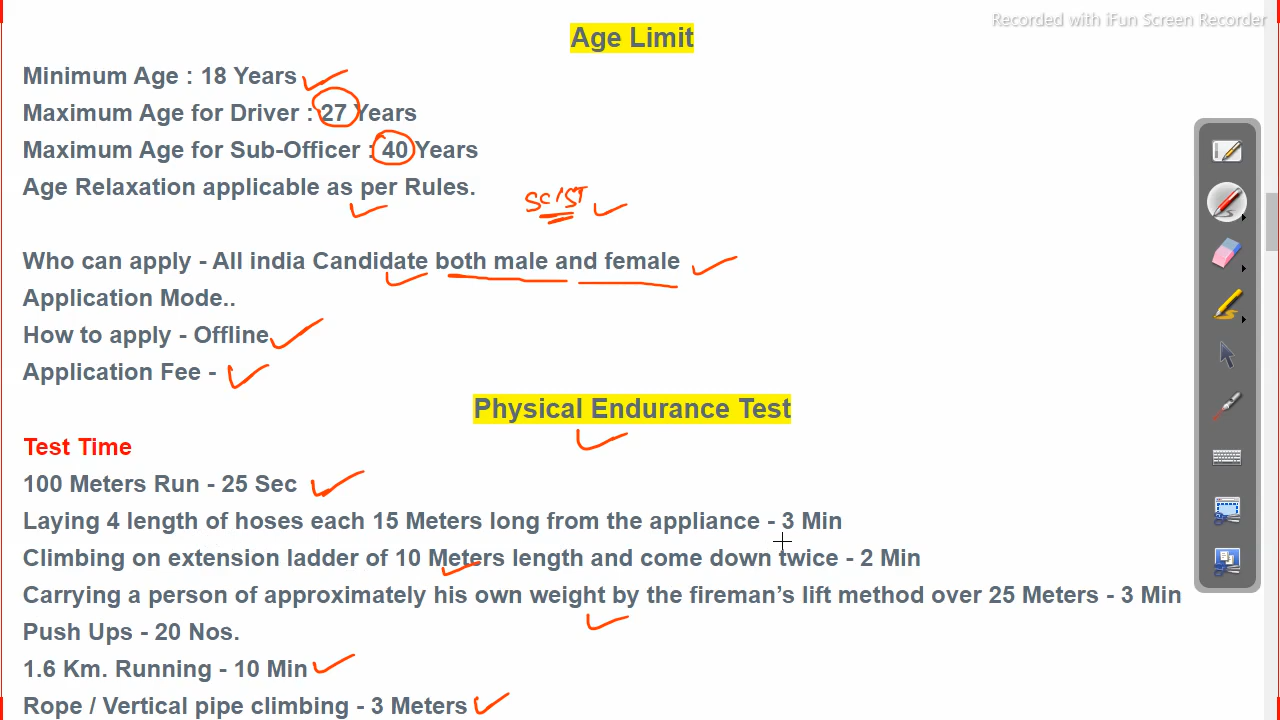 Recorded with iFun Screen Recorder
Age Limit
Minimum Age : 18 Years
Maximum Age for Driver : 27 Years
Maximum Age for Sub-Officer : 40 Years
Age Relaxation applicable as per Rules.
SC/ST
Who can apply - All india Candidate both male and female
Application Mode..
How to apply - Offline
Application Fee -
Physical Endurance Test
Test Time
100 Meters Run - 25 Sec
Laying 4 length of hoses each 15 Meters long from the appliance - 3 Min
Climbing on extension ladder of 10 Meters length and come down twice - 2 Min
Carrying a person of approximately his own weight by the fireman’s lift method over 25 Meters - 3 Min
Push Ups - 20 Nos.
1.6 Km. Running - 10 Min
Rope / Vertical pipe climbing - 3 Meters